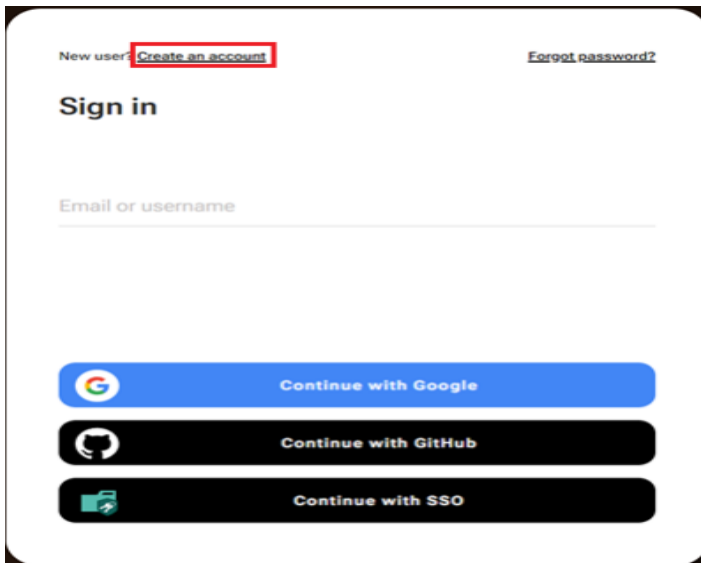 New user? Create an account Forgot password?
Sign in
Email or username
Continue with Google
Continue with GitHub
Continue with SSO